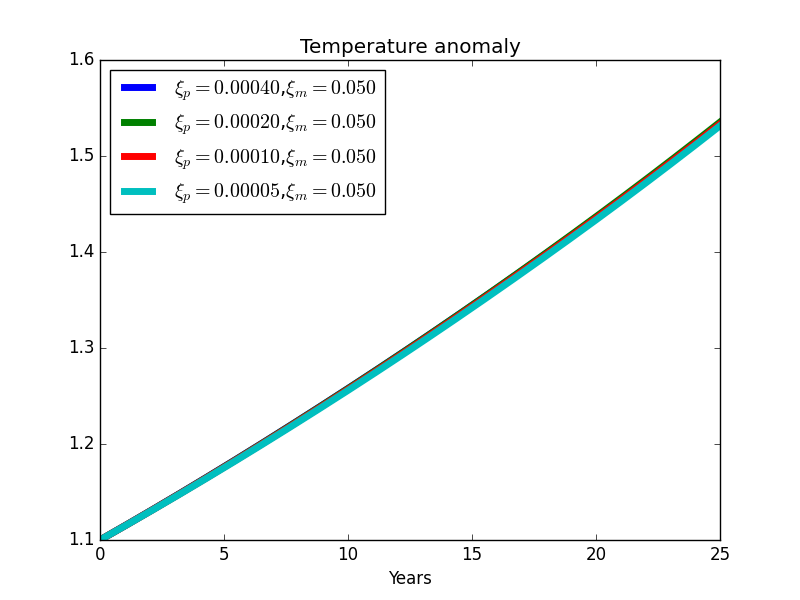 Temperature anomaly
1.6
1.5
1.4
1.3
1.2
1.1
ξₚ = 0.00040,ξₘ = 0.050
ξₚ = 0.00020,ξₘ = 0.050
ξₚ = 0.00010,ξₘ = 0.050
ξₚ = 0.00005,ξₘ = 0.050
0 5 10 15 20 25
Years